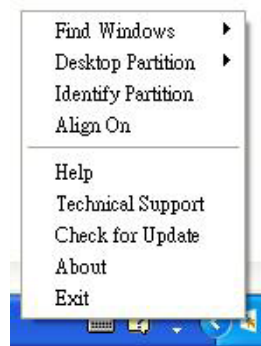 Find Windows
Desktop Partition
Identify Partition
Align On
Help
Technical Support
Check for Update
About
Exit